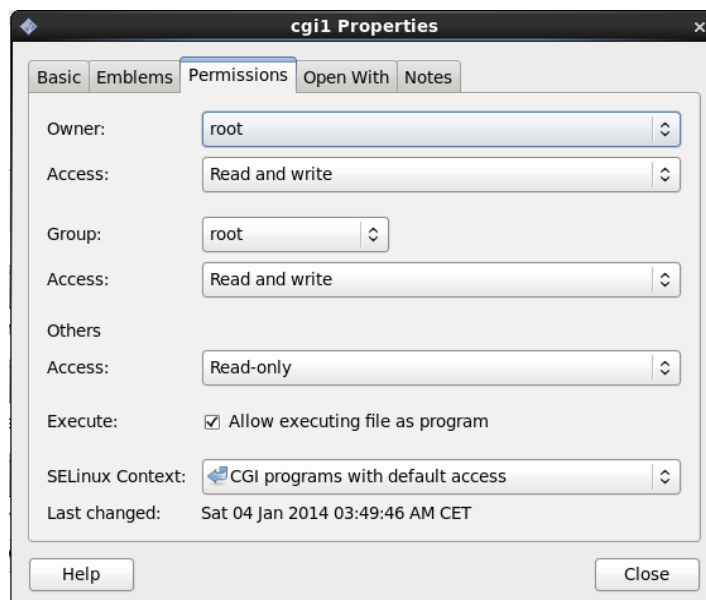 cgi1 Properties
Basic Emblems Permissions Open With Notes
Owner: root
Access: Read and write
Group: root
Access: Read and write
Others
Access: Read-only
Execute: Allow executing file as program
SELinux Context: CGI programs with default access
Last changed: Sat 04 Jan 2014 03:49:46 AM CET
Help Close